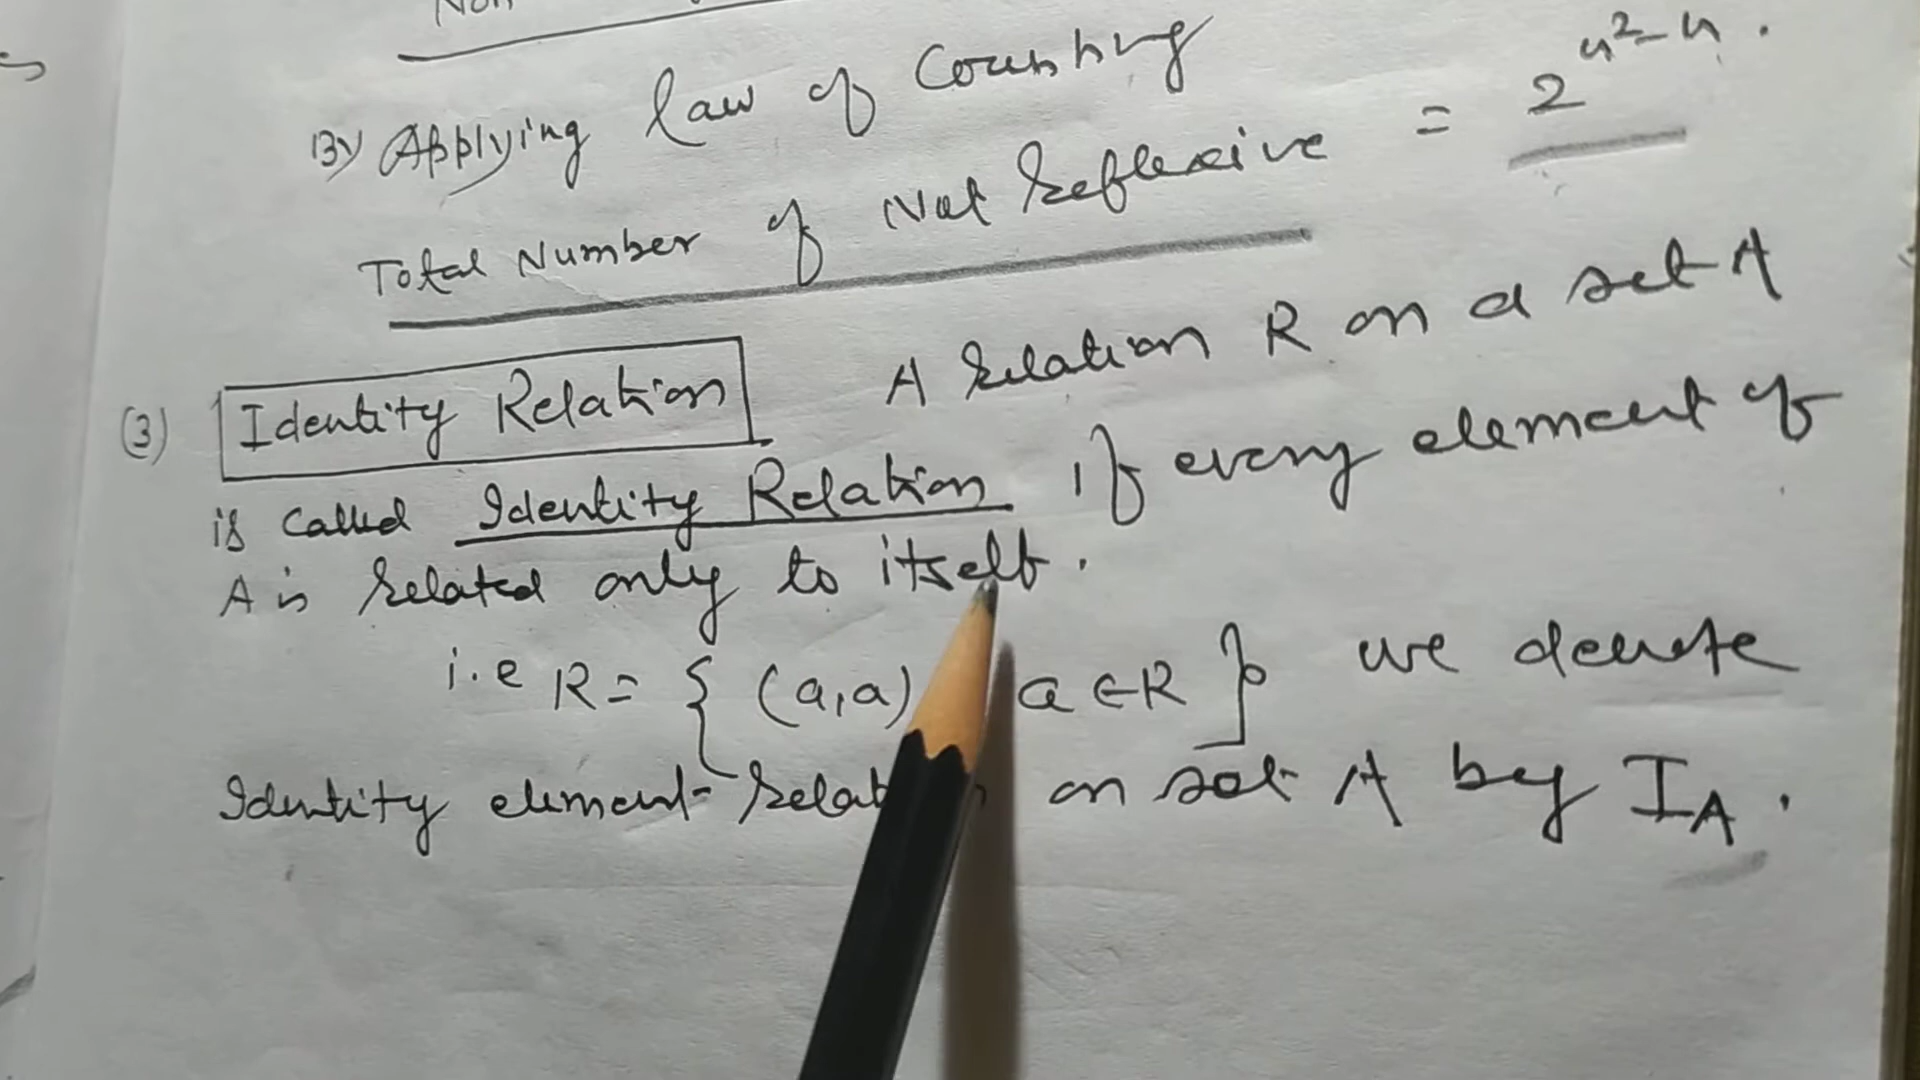 Non
By Applying law of Counting
Total Number of Not Reflexive = 2^n²-n.
(3) Identity Relation A Relation R on a set A
is Called Identity Relation if every element of
A is Related only to itself.
i.e R = { (a,a) a ∈ R } we denote
Identity element Relat on set A by I_A.